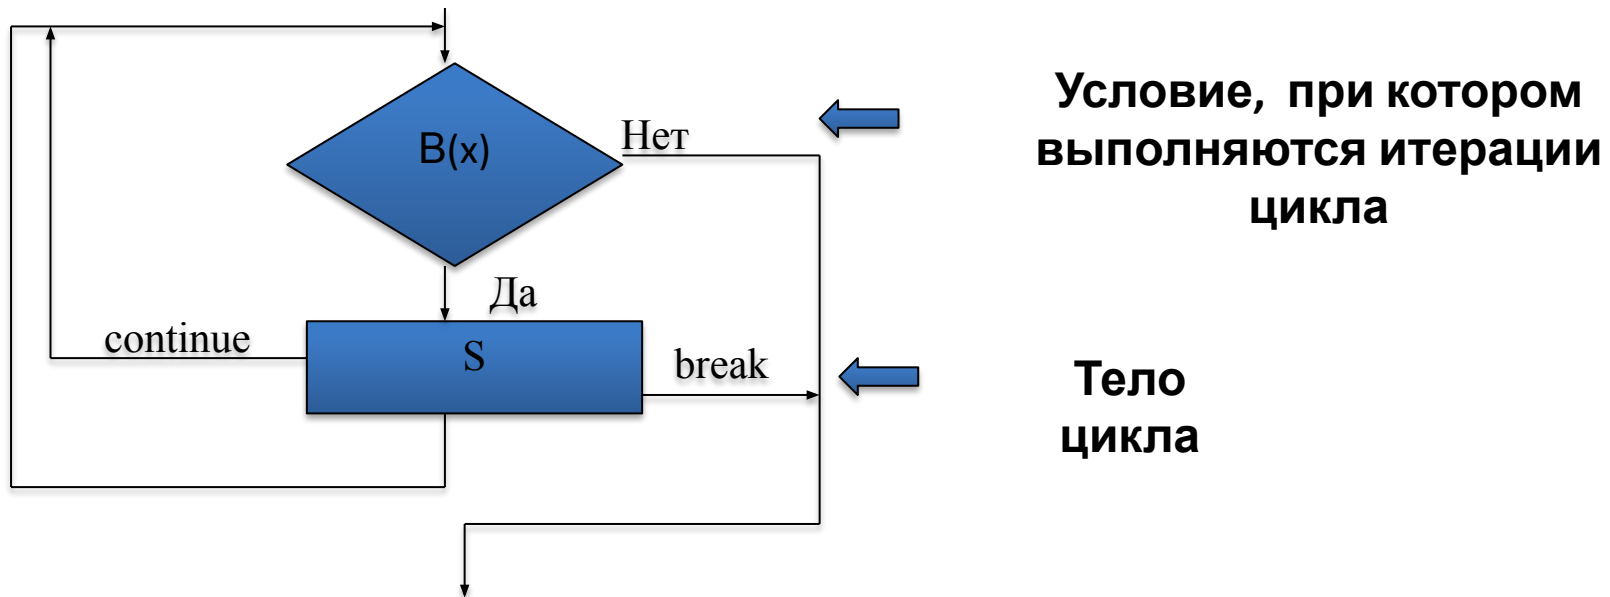 Условие, при котором
выполняются итерации
цикла
B(x)
Нет
Да
continue
S
break
Тело
цикла